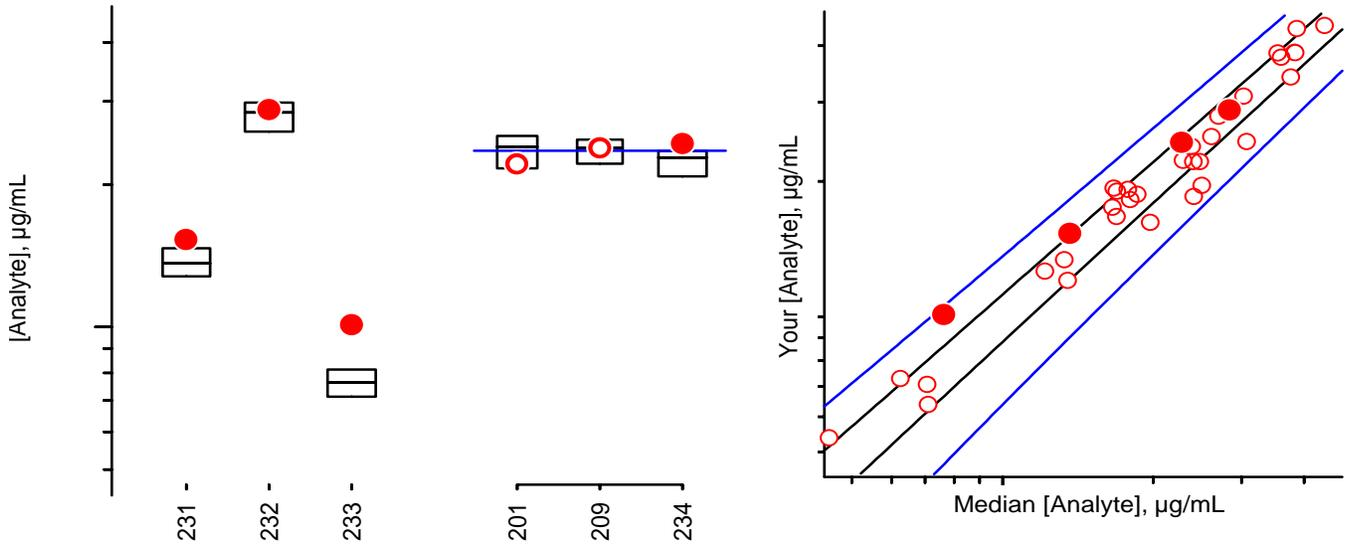 [Analyte], µg/mL
231
232
233
201
209
234
Your [Analyte], µg/mL
Median [Analyte], µg/mL